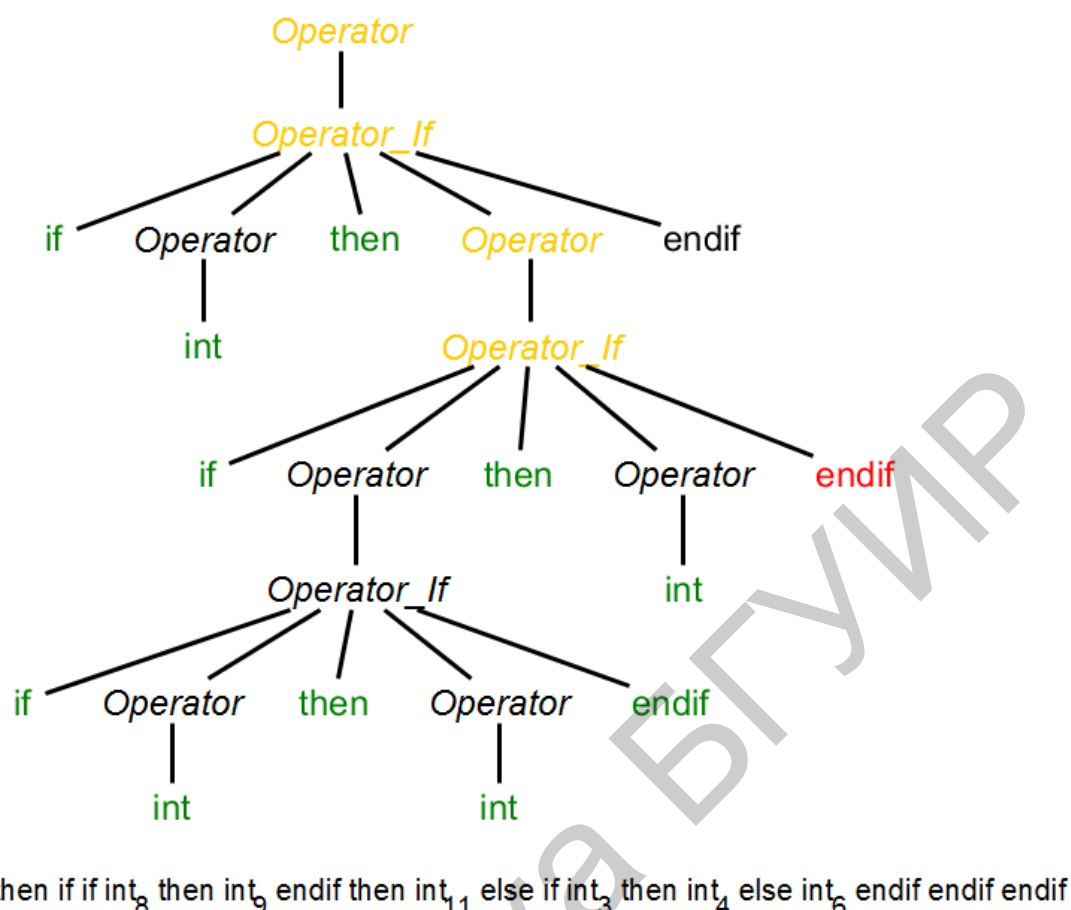 Operator
Operator_If
if Operator then Operator endif
int
Operator_If
if Operator then Operator endif
Operator_If int
if Operator then Operator endif
int int
hen if if int8 then int9 endif then int11 else if int3 then int4 else int6 endif endif endif
БГУИР